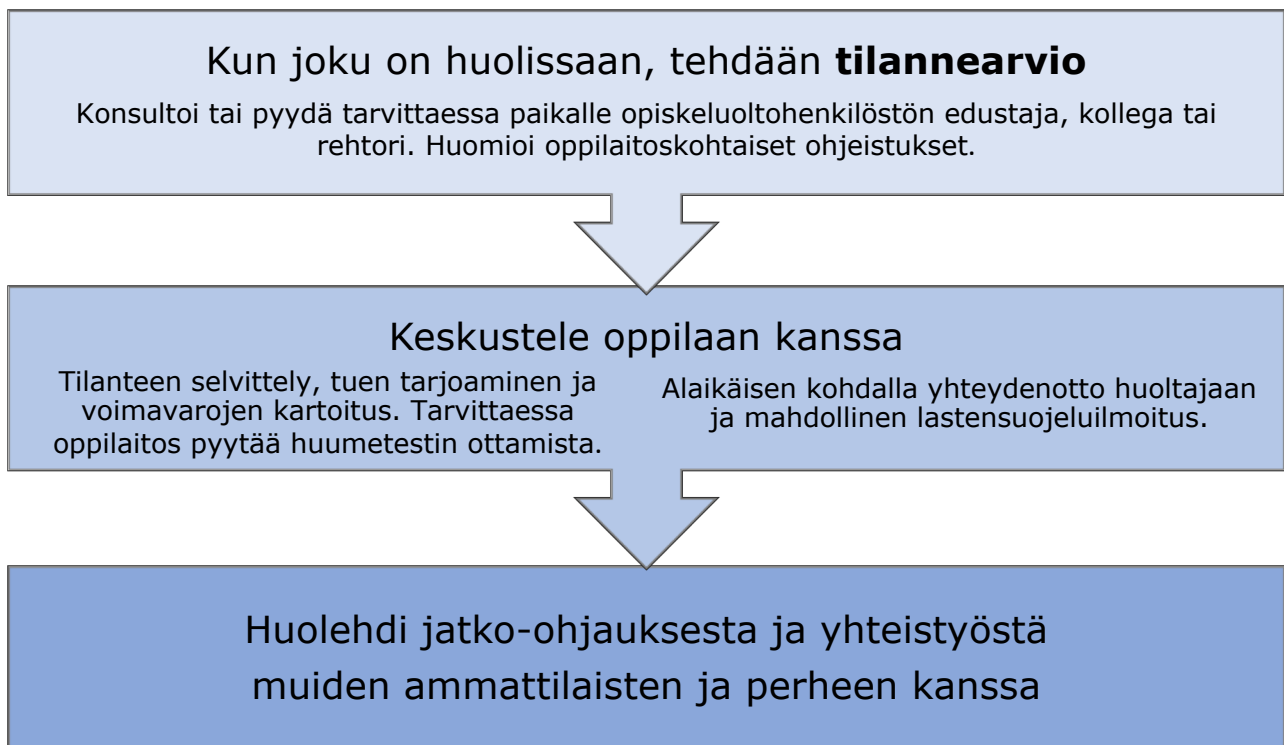 Kun joku on huolissaan, tehdään tilannearvio
Konsultoi tai pyydä tarvittaessa paikalle opiskeluoltohenkilöstön edustaja, kollega tai
rehtori. Huomioi oppilaitoskohtaiset ohjeistukset.
Keskustele oppilaan kanssa
Tilanteen selvittely, tuen tarjoaminen ja
voimavarojen kartoitus. Tarvittaessa
oppilaitos pyytää huumetestin ottamista.
Alaikäisen kohdalla yhteydenotto huoltajaan
ja mahdollinen lastensuojeluilmoitus.
Huolehdi jatko-ohjauksesta ja yhteistyöstä
muiden ammattilaisten ja perheen kanssa